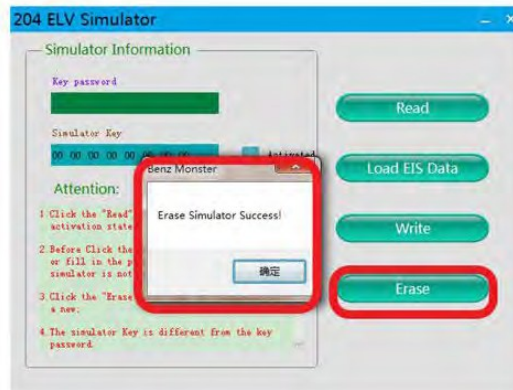 204 ELV Simulator
Simulator Information
Key password
Simulator Key
00 00 00 00 00 00 00 00
Activated
Attention:
1 Click the "Read"
activation state
2 Before Click the
or fill in the p
simulator is not
3 Click the "Erase
a new.
4 The simulator Key is different from the key
password
Benz Monster
Erase Simulator Success!
确定
Read
Load EIS Data
Write
Erase